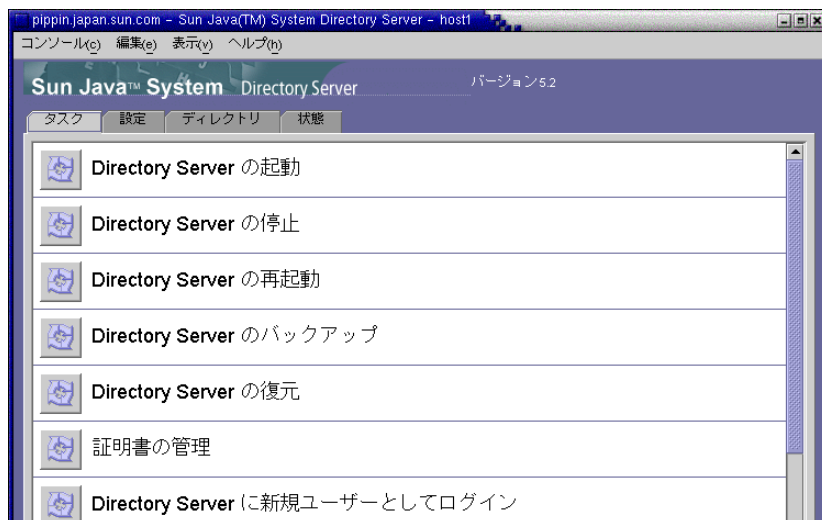 pippin.japan.sun.com – Sun Java(TM) System Directory Server – host1
コンソール(c) 編集(e) 表示(v) ヘルプ(h)
Sun Java™ System Directory Server バージョン5.2
タスク 設定 ディレクトリ 状態
Directory Server の起動
Directory Server の停止
Directory Server の再起動
Directory Server のバックアップ
Directory Server の復元
証明書の管理
Directory Server に新規ユーザーとしてログイン